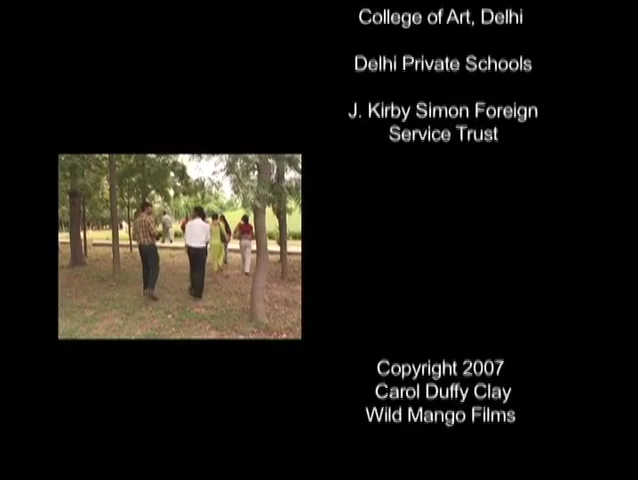 College of Art, Delhi
Delhi Private Schools
J. Kirby Simon Foreign
Service Trust
Copyright 2007
Carol Duffy Clay
Wild Mango Films